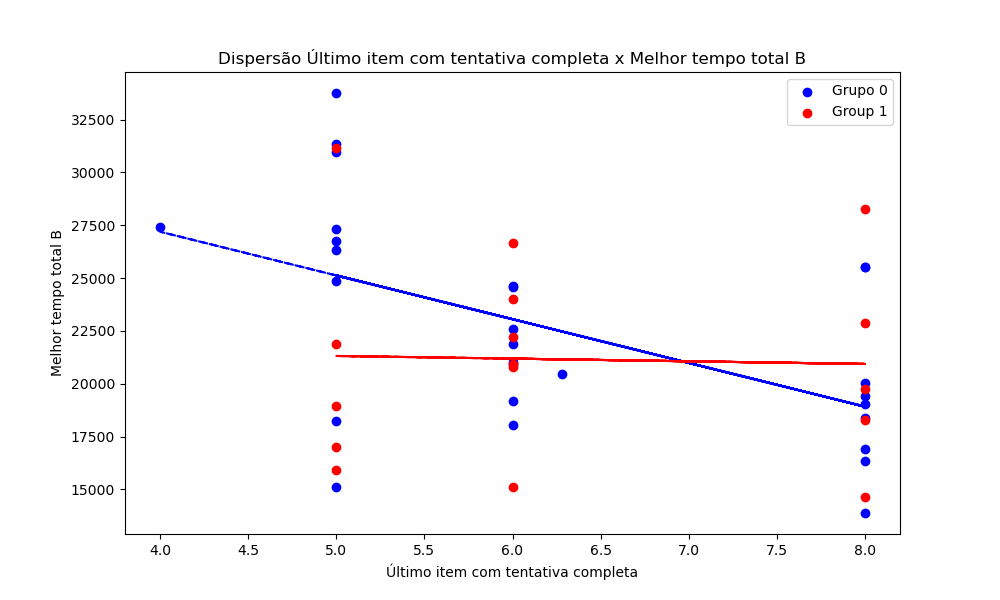 Dispersão Último item com tentativa completa x Melhor tempo total B
Grupo 0
Group 1
Melhor tempo total B
32500
30000
27500
25000
22500
20000
17500
15000
4.0 4.5 5.0 5.5 6.0 6.5 7.0 7.5 8.0
Último item com tentativa completa